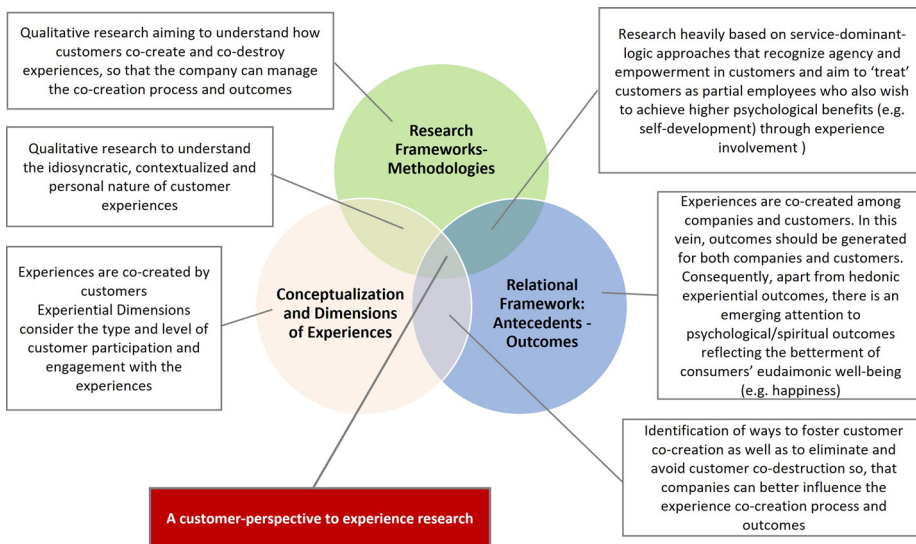 Qualitative research aiming to understand how
customers co-create and co-destroy
experiences, so that the company can manage
the co-creation process and outcomes
Qualitative research to understand
the idiosyncratic, contextualized and
personal nature of customer
experiences
Experiences are co-created by
customers
Experiential Dimensions
consider the type and level of
customer participation and
engagement with the
experiences
Research
Frameworks-
Methodologies
Conceptualization
and Dimensions
of Experiences
Relational
Framework:
Antecedents -
Outcomes
A customer-perspective to experience research
Research heavily based on service-dominant-
logic approaches that recognize agency and
empowerment in customers and aim to ‘treat’
customers as partial employees who also wish
to achieve higher psychological benefits (e.g.
self-development) through experience
involvement )
Experiences are co-created among
companies and customers. In this
vein, outcomes should be generated
for both companies and customers.
Consequently, apart from hedonic
experiential outcomes, there is an
emerging attention to
psychological/spiritual outcomes
reflecting the betterment of
consumers’ eudaimonic well-being
(e.g. happiness)
Identification of ways to foster customer
co-creation as well as to eliminate and
avoid customer co-destruction so, that
companies can better influence the
experience co-creation process and
outcomes